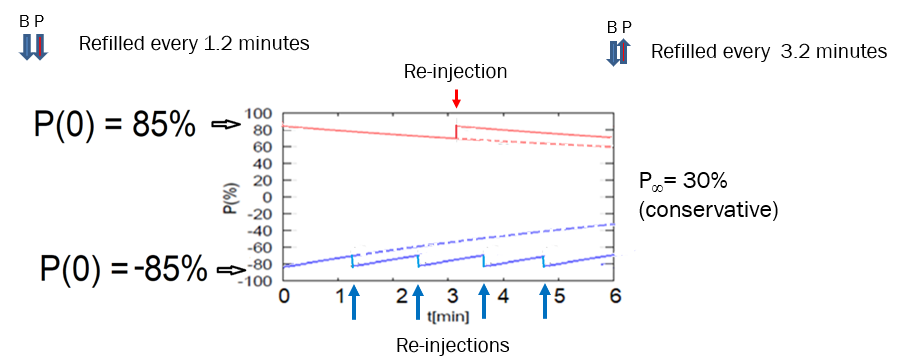 B P
Refilled every 1.2 minutes
B P
Refilled every 3.2 minutes
Re-injection
P(0) = 85%
P(0) = -85%
P(%)
100
80
60
40
20
0
-20
-40
-60
-80
-100
0 1 2 3 4 5 6
t[min]
P∞= 30%
(conservative)
Re-injections